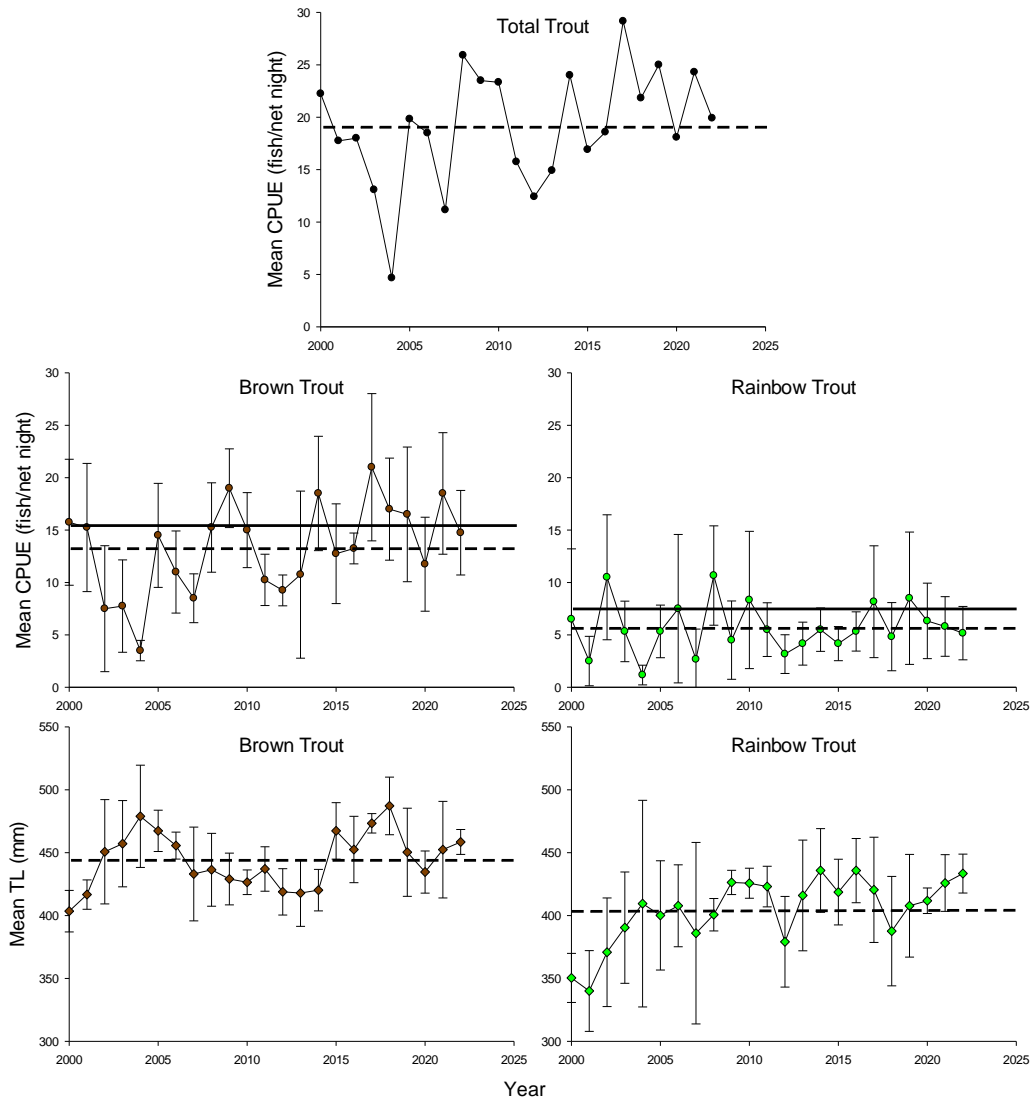 Total Trout
Mean CPUE (fish/net night)
30
25
20
15
10
5
0
2000 2005 2010 2015 2020 2025
Brown Trout
Mean CPUE (fish/net night)
30
25
20
15
10
5
0
2000 2005 2010 2015 2020 2025
Rainbow Trout
30
25
20
15
10
5
0
2000 2005 2010 2015 2020 2025
Brown Trout
Mean TL (mm)
550
500
450
400
350
300
2000 2005 2010 2015 2020 2025
Rainbow Trout
550
500
450
400
350
300
2000 2005 2010 2015 2020 2025
Year